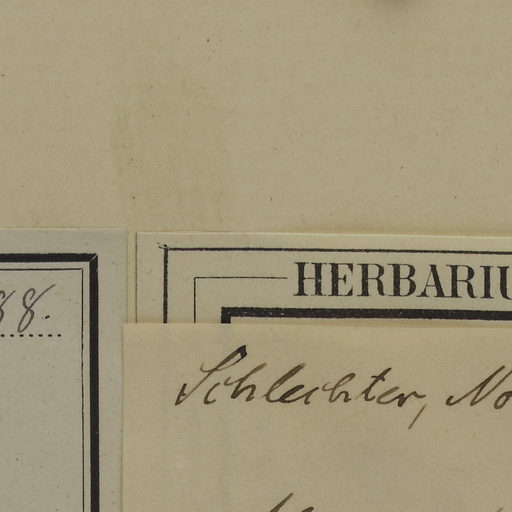 88.
HERBARIU
Schlechter, No